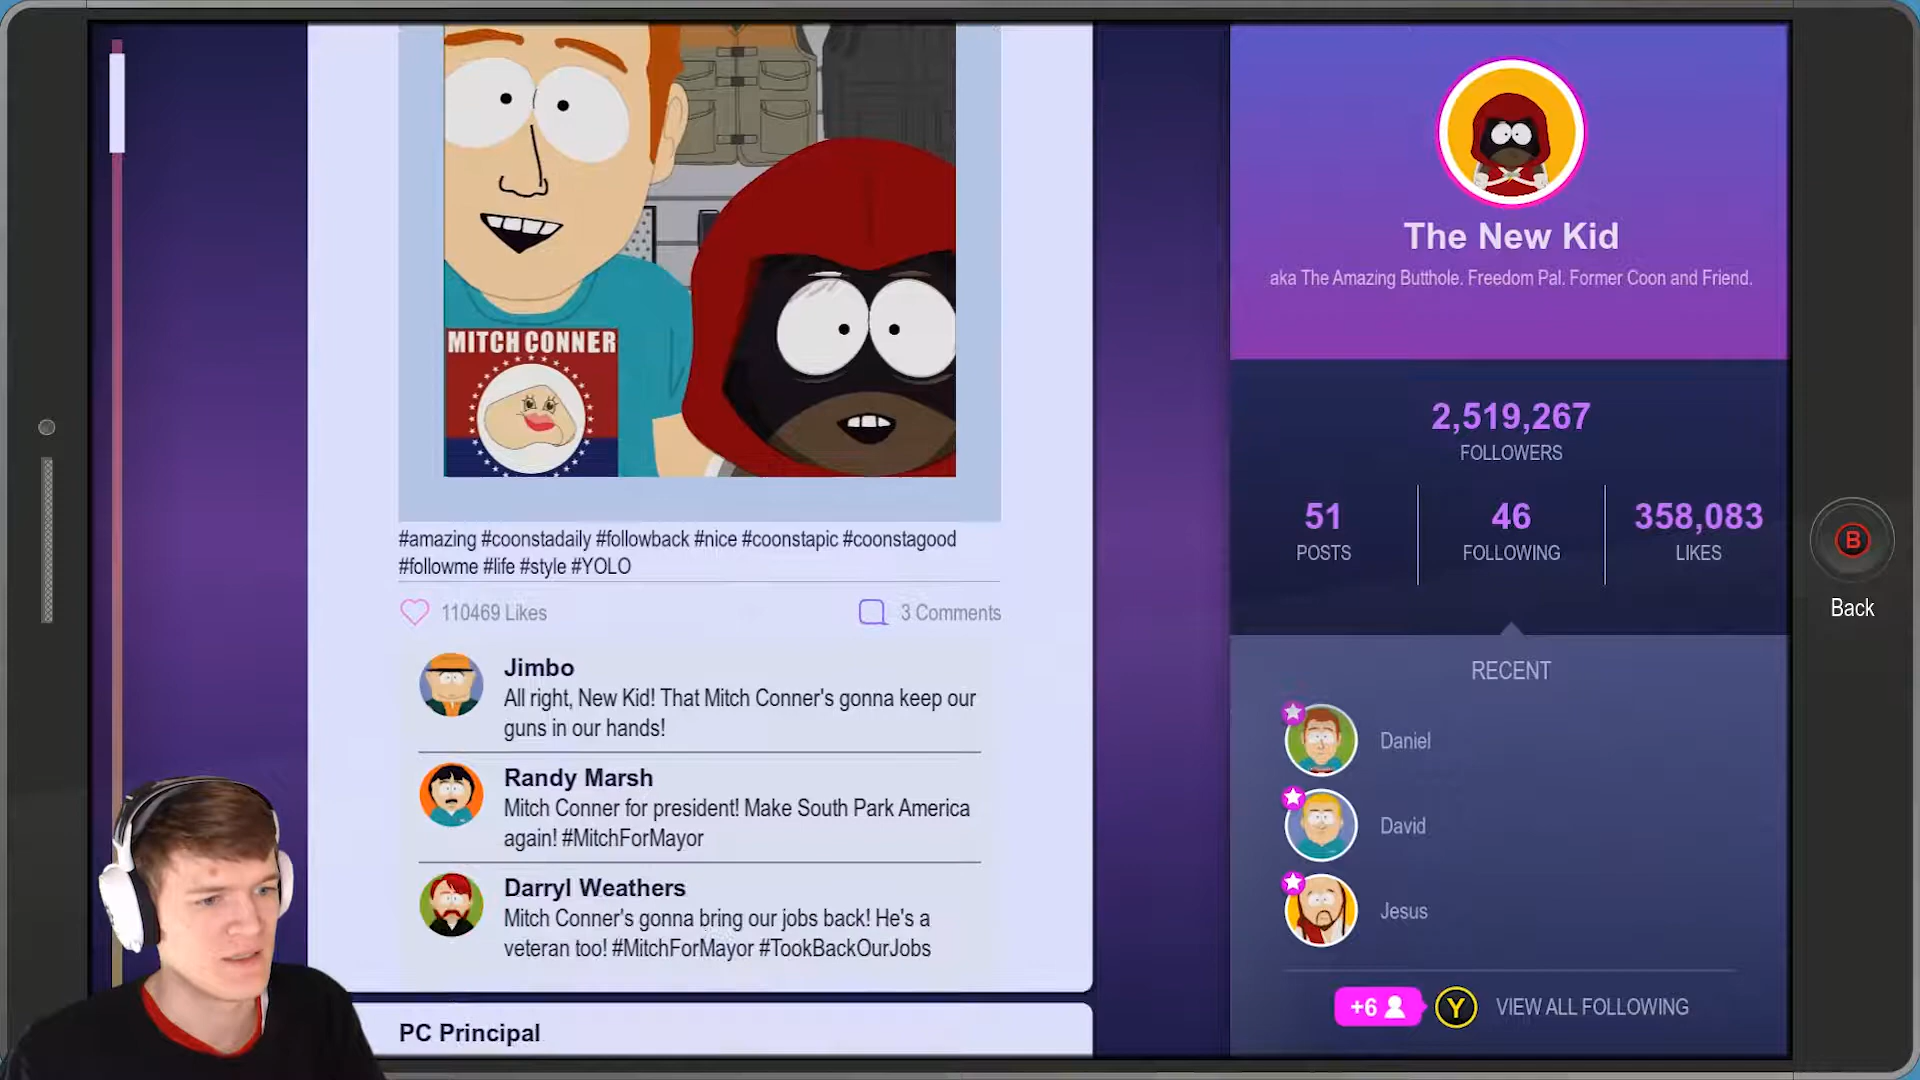 MITCH CONNER
#amazing #coonstadaily #followback #nice #coonstapic #coonstagood
#followme #life #style #YOLO
110469 Likes
3 Comments
Jimbo
All right, New Kid! That Mitch Conner's gonna keep our
guns in our hands!
Randy Marsh
Mitch Conner for president! Make South Park America
again! #MitchForMayor
Darryl Weathers
Mitch Conner's gonna bring our jobs back! He's a
veteran too! #MitchForMayor #TookBackOurJobs
PC Principal
The New Kid
aka The Amazing Butthole. Freedom Pal. Former Coon and Friend.
2,519,267
FOLLOWERS
51
POSTS
46
FOLLOWING
358,083
LIKES
RECENT
Daniel
David
Jesus
+6
Y
VIEW ALL FOLLOWING
B
Back